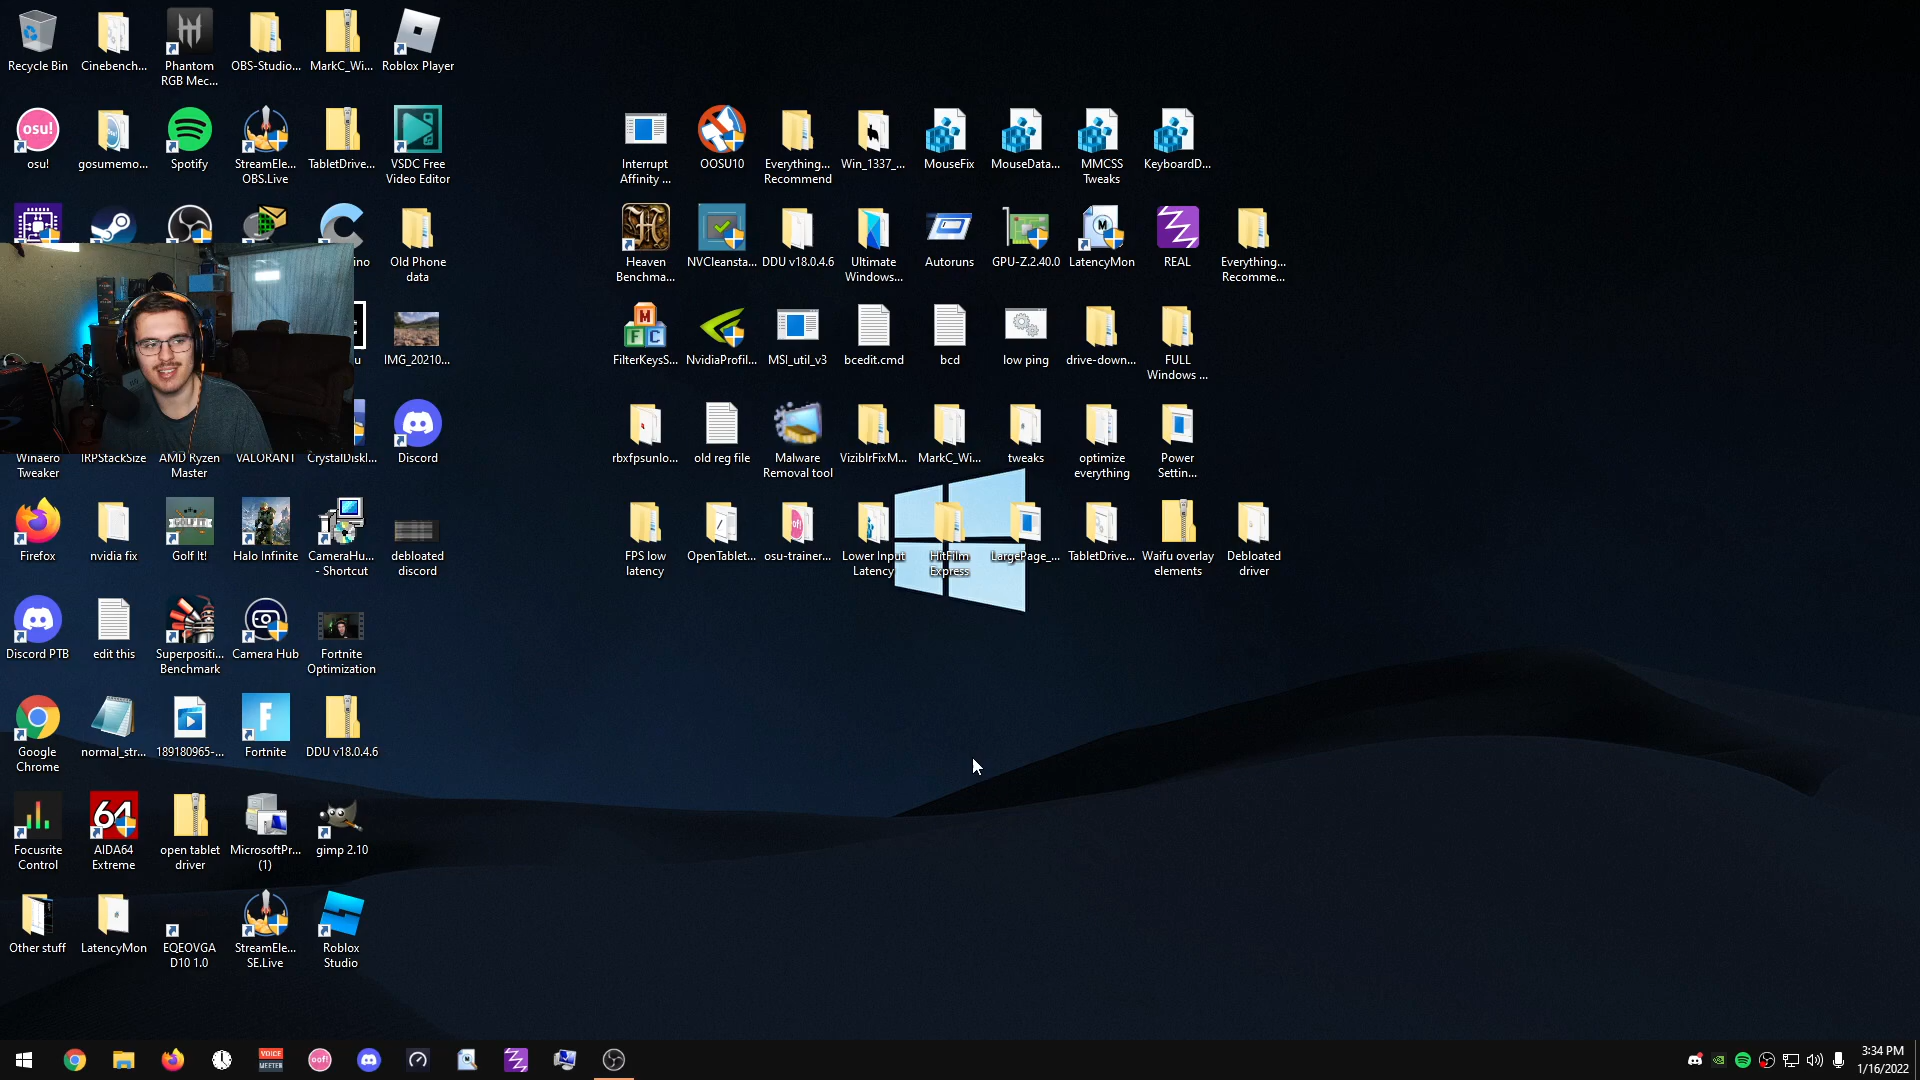 Recycle Bin
Cinebench...
Phantom
RGB Mec...
OBS-Studio...
MarkC_Wi...
Roblox Player
osu!
osu!
gosumemo...
Spotify
StreamEle...
OBS.Live
TabletDrive...
VSDC Free
Video Editor
Interrupt
Affinity ...
OOSU10
Everything...
Recommend
Win_1337_...
MouseFix
MouseData...
MMCSS
Tweaks
KeyboardD...
ino
Old Phone
data
Heaven
Benchma...
NVCleansta...
DDU v18.0.4.6
Ultimate
Windows...
Autoruns
GPU-Z.2.40.0
LatencyMon
REAL
Everything...
Recomme...
u
IMG_20210...
M
F C
FilterKeysS...
NvidiaProfil...
MSI_util_v3
bcedit.cmd
bcd
low ping
drive-down...
FULL
Windows ...
Winaero
Tweaker
IRPStackSize
AMD Ryzen
Master
VALORANT
CrystalDiskI...
Discord
rbxfpsunlo...
old reg file
Malware
Removal tool
ViziblrFixM...
MarkC_Wi...
tweaks
optimize
everything
Power
Settin...
Firefox
nvidia fix
GOLF IT!
Golf It!
Halo Infinite
CameraHu...
- Shortcut
debloated
discord
FPS low
latency
OpenTablet...
osu-trainer...
Lower Input
Latency
HitFilm
Express
LargePage_...
TabletDrive...
Waifu overlay
elements
Debloated
driver
Discord PTB
edit this
Superpositi...
Benchmark
Camera Hub
Fortnite
Optimization
Google
Chrome
normal_str...
189180965-...
F
Fortnite
DDU v18.0.4.6
Focusrite
Control
64
AIDA64
Extreme
open tablet
driver
MicrosoftPr...
(1)
gimp 2.10
Other stuff
LatencyMon
EQEOVGA
D10 1.0
StreamEle...
SE.Live
Roblox
Studio
VOICE
MEETER
oof!
3:34 PM
1/16/2022